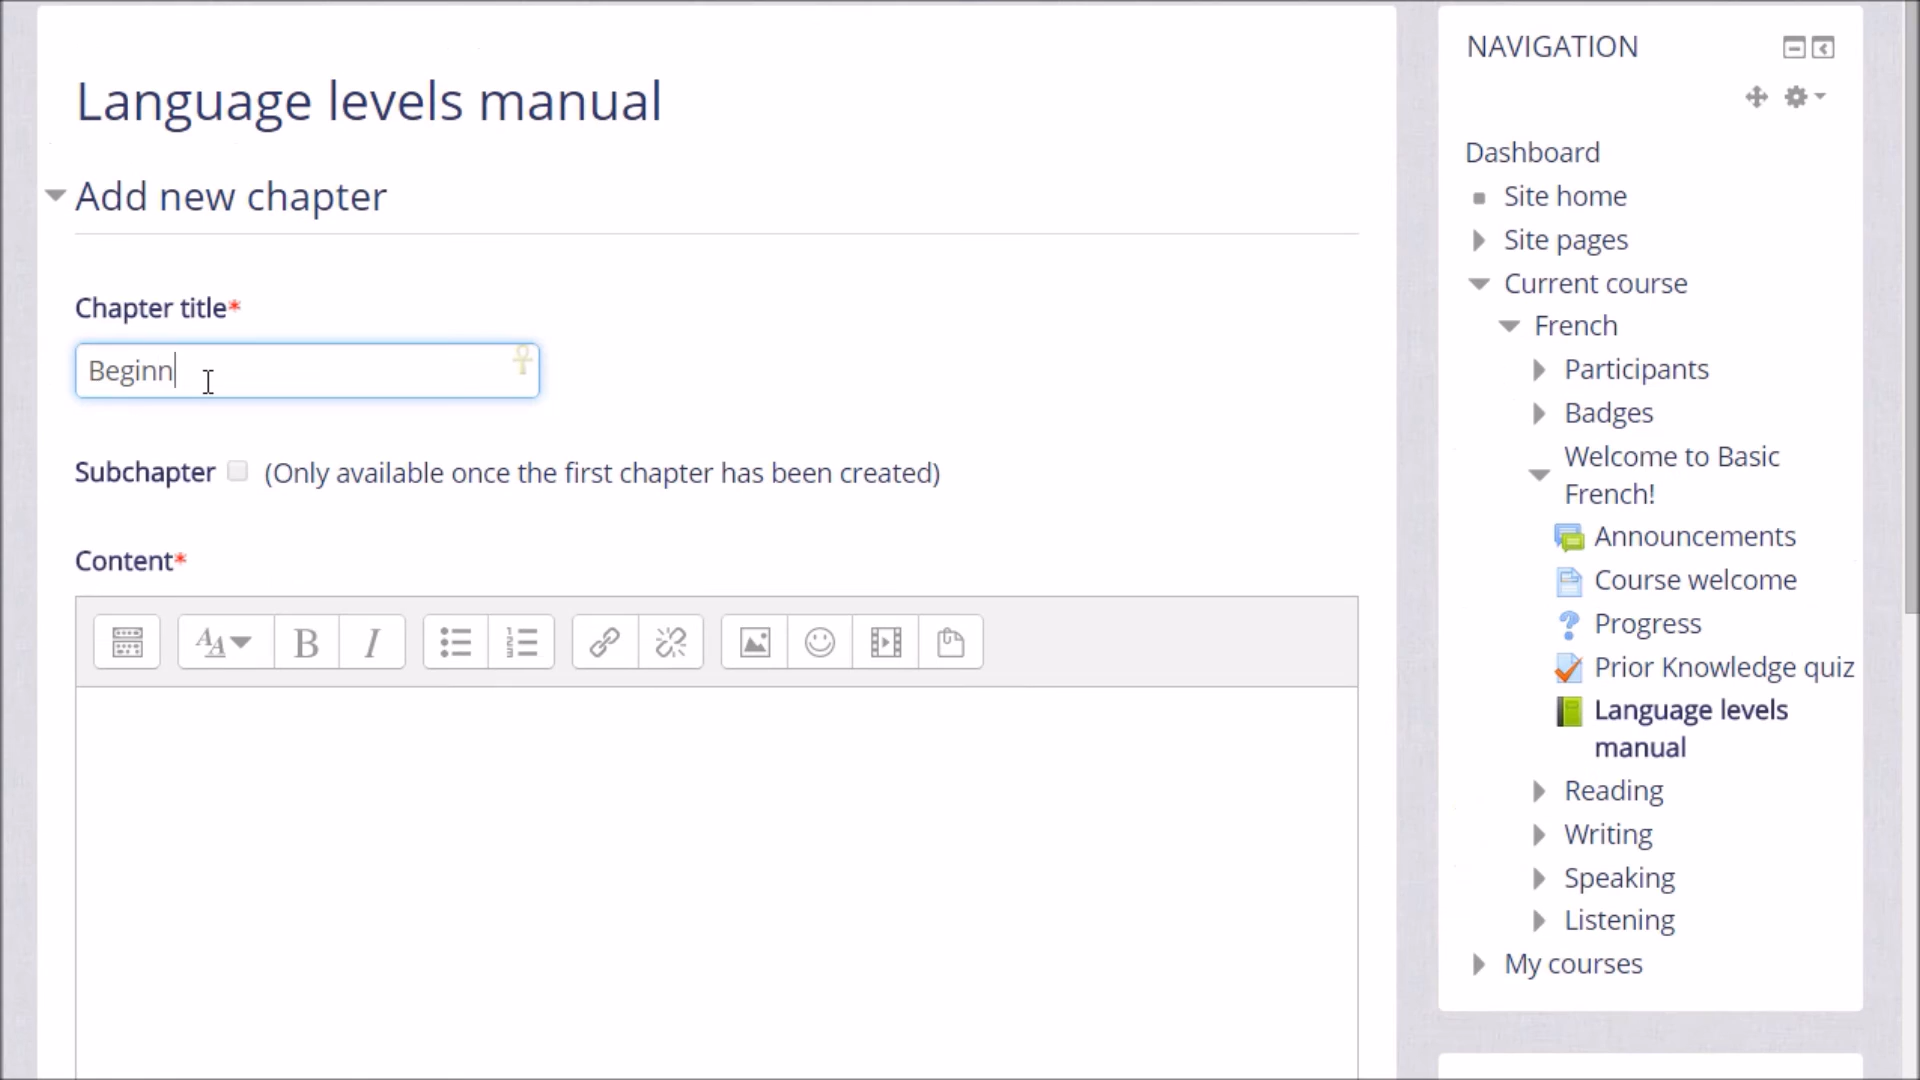 Language levels manual
Add new chapter
Chapter title*
Beginn
Subchapter (Only available once the first chapter has been created)
Content*
NAVIGATION
Dashboard
Site home
Site pages
Current course
French
Participants
Badges
Welcome to Basic
French!
Announcements
Course welcome
Progress
Prior Knowledge quiz
Language levels
manual
Reading
Writing
Speaking
Listening
My courses